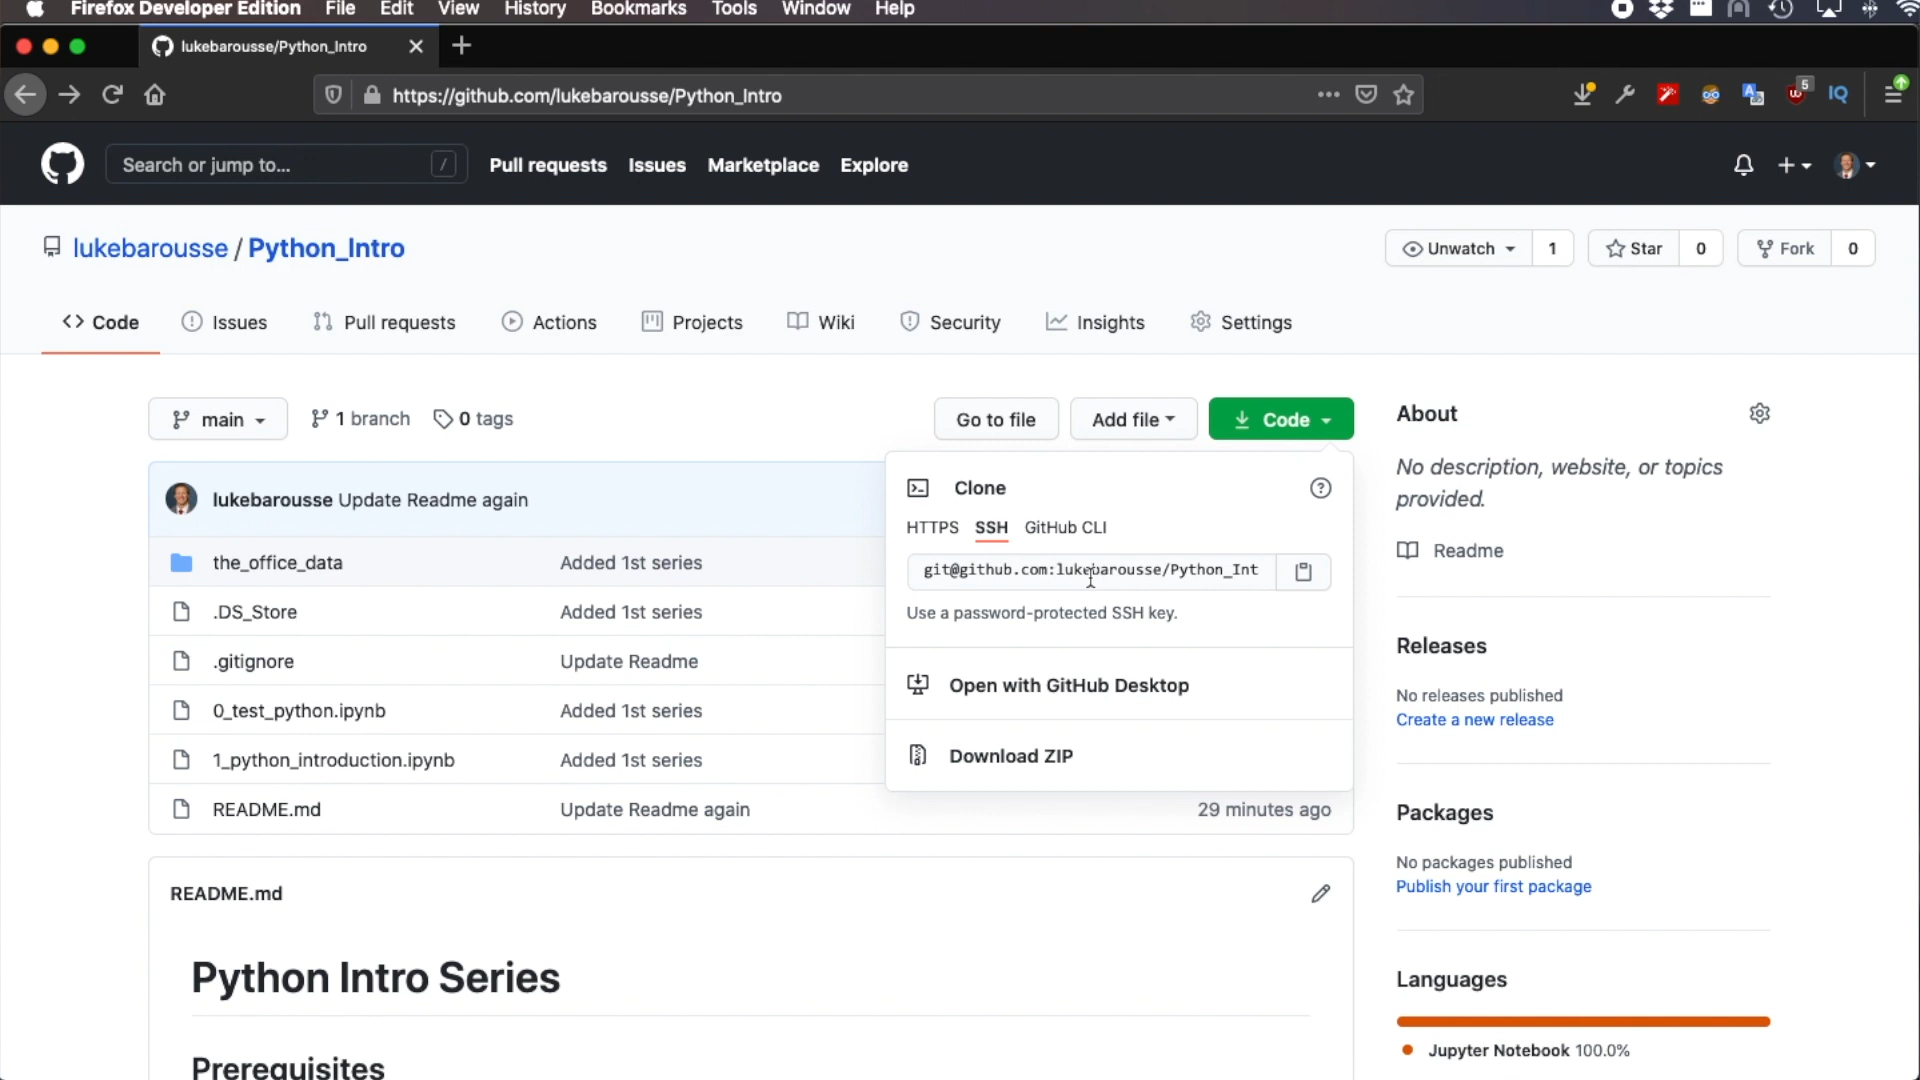 Firefox Developer Edition File Edit View History Bookmarks Tools Window Help
lukebarousse/Python_Intro
https://github.com/lukebarousse/Python_Intro
5 IQ
Search or jump to... / Pull requests Issues Marketplace Explore
lukebarousse / Python_Intro
Unwatch 1 Star 0 Fork 0
Code Issues Pull requests Actions Projects Wiki Security Insights Settings
main 1 branch 0 tags Go to file Add file Code
lukebarousse Update Readme again
the_office_data Added 1st series
.DS_Store Added 1st series
.gitignore Update Readme
0_test_python.ipynb Added 1st series
1_python_introduction.ipynb Added 1st series
README.md Update Readme again 29 minutes ago
Clone
HTTPS SSH GitHub CLI
git@github.com:lukebarousse/Python_Int
Use a password-protected SSH key.
Open with GitHub Desktop
Download ZIP
README.md
Python Intro Series
Prerequisites
About
No description, website, or topics
provided.
Readme
Releases
No releases published
Create a new release
Packages
No packages published
Publish your first package
Languages
Jupyter Notebook 100.0%